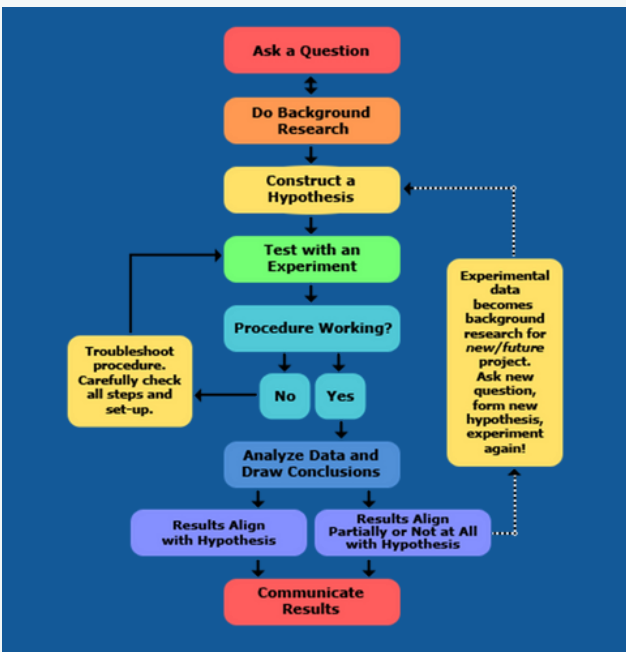 Ask a Question
Do Background
Research
Construct a
Hypothesis
Test with an
Experiment
Procedure Working?
Troubleshoot
procedure.
Carefully check
all steps and
set-up.
No
Yes
Experimental
data
becomes
background
research for
new/future
project.
Ask new
question,
form new
hypothesis,
experiment
again!
Analyze Data and
Draw Conclusions
Results Align
with Hypothesis
Results Align
Partially or Not at All
with Hypothesis
Communicate
Results